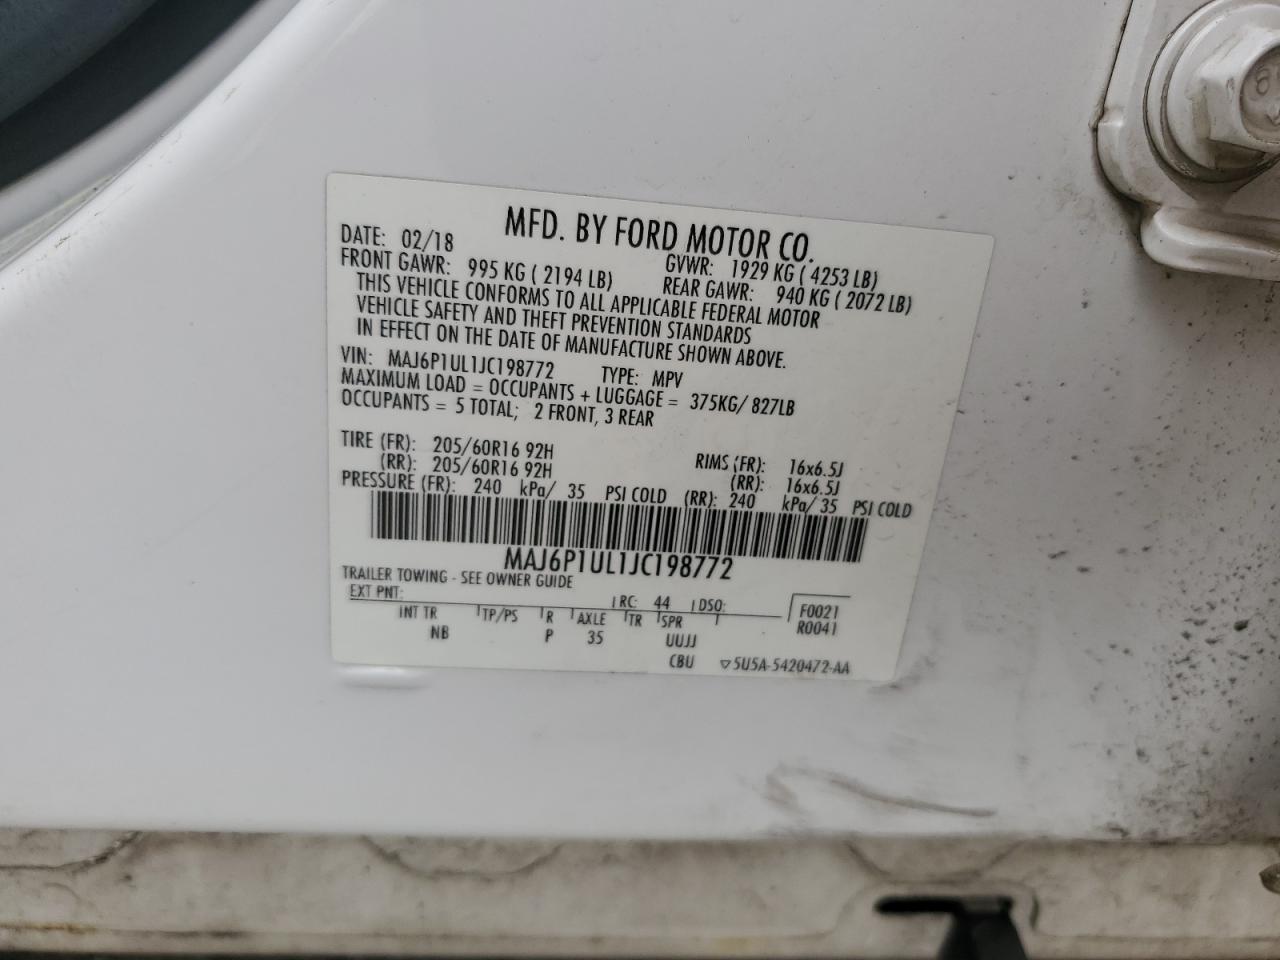 MFD. BY FORD MOTOR CO.
DATE: 02/18 GVWR: 1929 KG ( 4253 LB)
FRONT GAWR: 995 KG ( 2194 LB) REAR GAWR: 940 KG ( 2072 LB)
THIS VEHICLE CONFORMS TO ALL APPLICABLE FEDERAL MOTOR
VEHICLE SAFETY AND THEFT PREVENTION STANDARDS
IN EFFECT ON THE DATE OF MANUFACTURE SHOWN ABOVE.
VIN: MAJ6P1UL1JC198772 TYPE: MPV
MAXIMUM LOAD = OCCUPANTS + LUGGAGE = 375KG/ 827LB
OCCUPANTS = 5 TOTAL; 2 FRONT, 3 REAR
TIRE (FR): 205/60R16 92H RIMS (FR): 16x6.5J
(RR): 205/60R16 92H (RR): 16x6.5J
PRESSURE (FR): 240 kPa/ 35 PSI COLD (RR): 240 kPa/ 35 PSI COLD
MAJ6P1UL1JC198772
TRAILER TOWING - SEE OWNER GUIDE
EXT PNT: RC: 44 DSO: F0021
INT TR TP/PS R AXLE TR SPR R0041
NB P 35 UUJJ
CBU 5U5A-5420472-AA